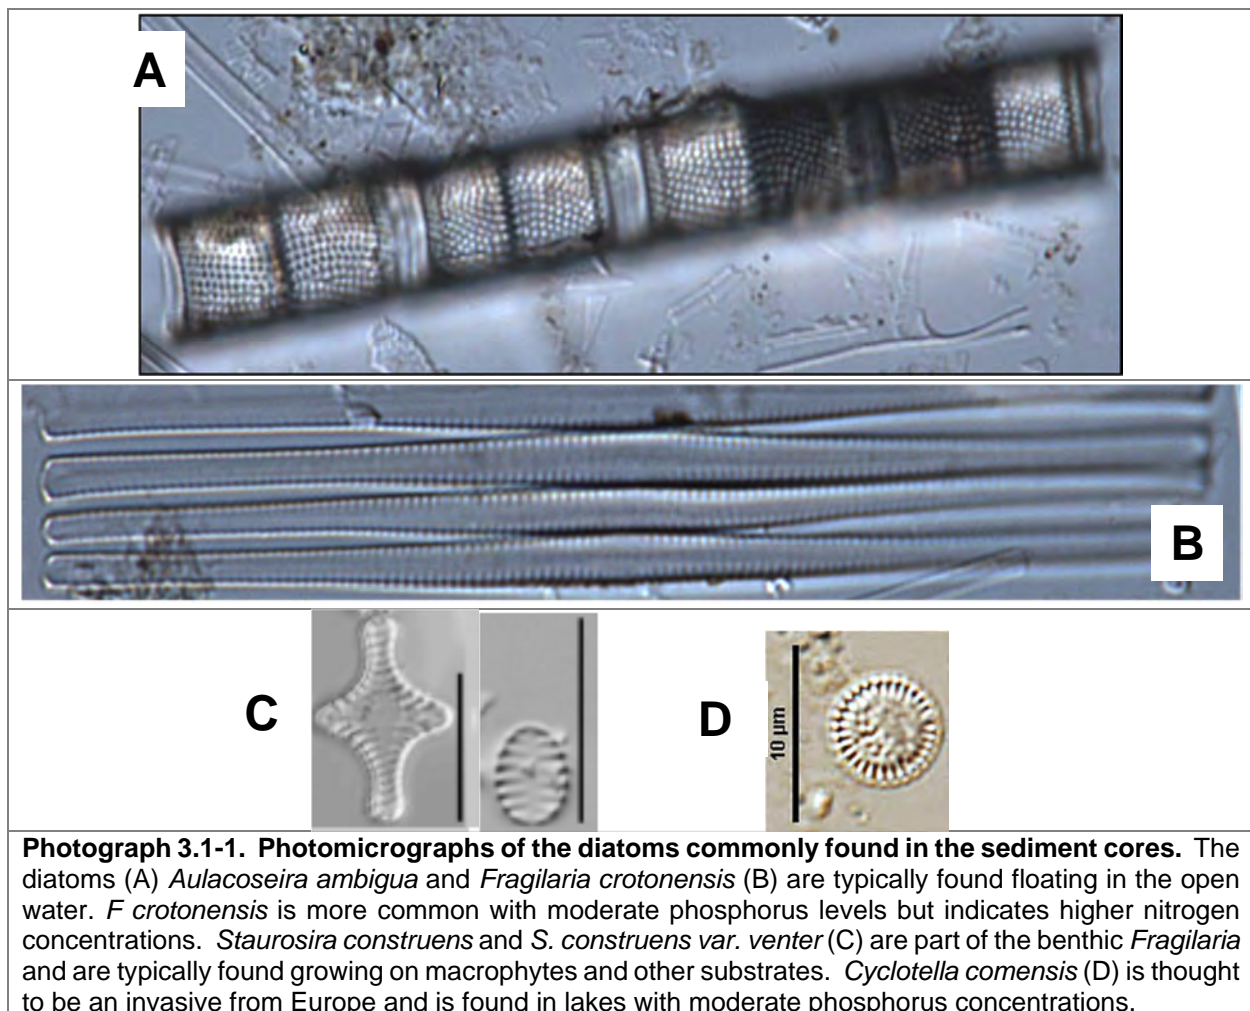 A
B
C
D
10 µm
Photograph 3.1-1. Photomicrographs of the diatoms commonly found in the sediment cores. The
diatoms (A) Aulacoseira ambigua and Fragilaria crotonensis (B) are typically found floating in the open
water. F crotonensis is more common with moderate phosphorus levels but indicates higher nitrogen
concentrations. Staurosira construens and S. construens var. venter (C) are part of the benthic Fragilaria
and are typically found growing on macrophytes and other substrates. Cyclotella comensis (D) is thought
to be an invasive from Europe and is found in lakes with moderate phosphorus concentrations.